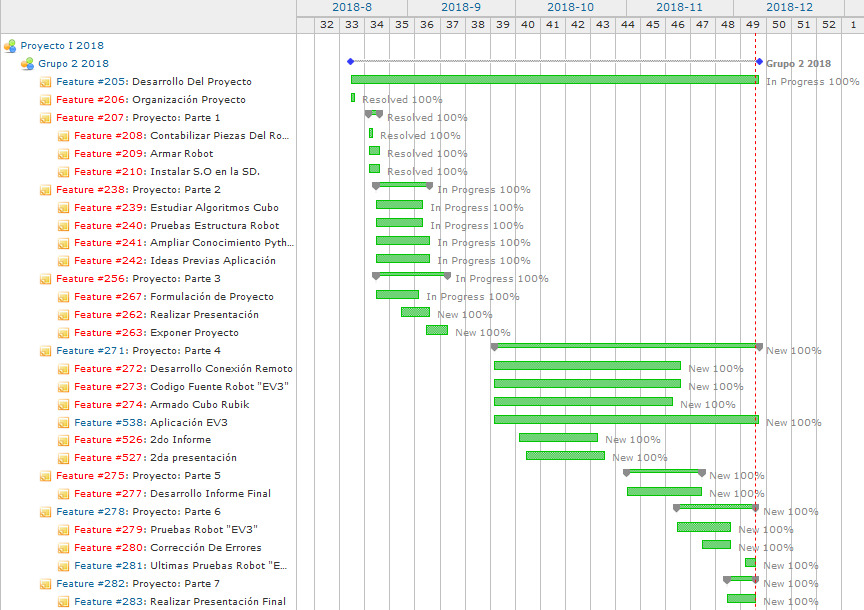 2018-8 2018-9 2018-10 2018-11 2018-12
32 33 34 35 36 37 38 39 40 41 42 43 44 45 46 47 48 49 50 51 52 1
Proyecto I 2018
Grupo 2 2018 Grupo 2 2018
Feature #205: Desarrollo Del Proyecto In Progress 100%
Feature #206: Organización Proyecto Resolved 100%
Feature #207: Proyecto: Parte 1 Resolved 100%
Feature #208: Contabilizar Piezas Del Ro... Resolved 100%
Feature #209: Armar Robot Resolved 100%
Feature #210: Instalar S.O en la SD. Resolved 100%
Feature #238: Proyecto: Parte 2 In Progress 100%
Feature #239: Estudiar Algoritmos Cubo In Progress 100%
Feature #240: Pruebas Estructura Robot In Progress 100%
Feature #241: Ampliar Conocimiento Pyth... In Progress 100%
Feature #242: Ideas Previas Aplicación In Progress 100%
Feature #256: Proyecto: Parte 3 In Progress 100%
Feature #267: Formulación de Proyecto In Progress 100%
Feature #262: Realizar Presentación New 100%
Feature #263: Exponer Proyecto New 100%
Feature #271: Proyecto: Parte 4 New 100%
Feature #272: Desarrollo Conexión Remoto New 100%
Feature #273: Codigo Fuente Robot "EV3" New 100%
Feature #274: Armado Cubo Rubik New 100%
Feature #538: Aplicación EV3 New 100%
Feature #526: 2do Informe New 100%
Feature #527: 2da presentación New 100%
Feature #275: Proyecto: Parte 5 New 100%
Feature #277: Desarrollo Informe Final New 100%
Feature #278: Proyecto: Parte 6 New 100%
Feature #279: Pruebas Robot "EV3" New 100%
Feature #280: Corrección De Errores New 100%
Feature #281: Ultimas Pruebas Robot "E... New 100%
Feature #282: Proyecto: Parte 7 New 100%
Feature #283: Realizar Presentación Final New 100%